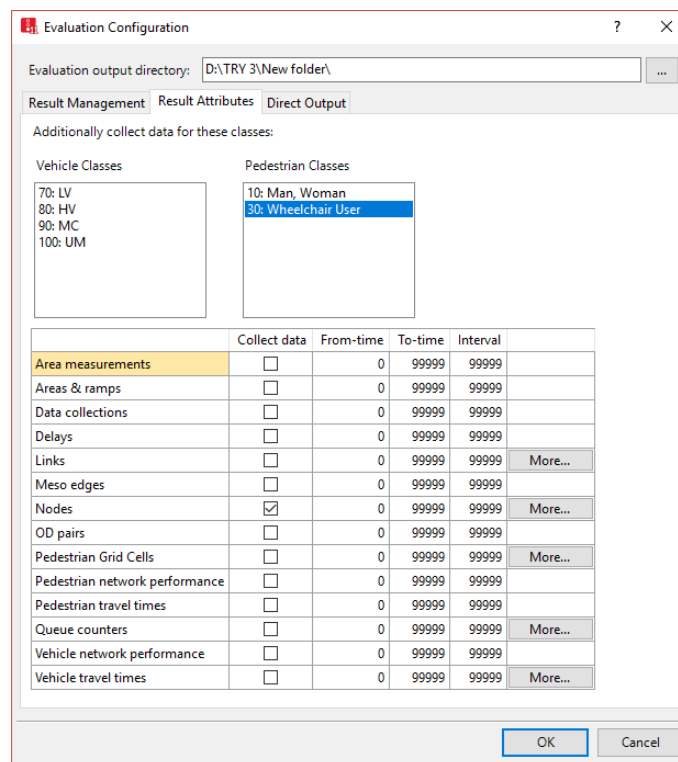 Evaluation Configuration ?
Evaluation output directory: D:\TRY 3\New folder\ ...
Result Management Result Attributes Direct Output
Additionally collect data for these classes:
Vehicle Classes Pedestrian Classes
70: LV 10: Man, Woman
80: HV 30: Wheelchair User
90: MC
100: UM
Collect data From-time To-time Interval
Area measurements 0 99999 99999
Areas & ramps 0 99999 99999
Data collections 0 99999 99999
Delays 0 99999 99999
Links 0 99999 99999 More...
Meso edges 0 99999 99999
Nodes 0 99999 99999 More...
OD pairs 0 99999 99999
Pedestrian Grid Cells 0 99999 99999 More...
Pedestrian network performance 0 99999 99999
Pedestrian travel times 0 99999 99999
Queue counters 0 99999 99999 More...
Vehicle network performance 0 99999 99999
Vehicle travel times 0 99999 99999 More...
OK Cancel